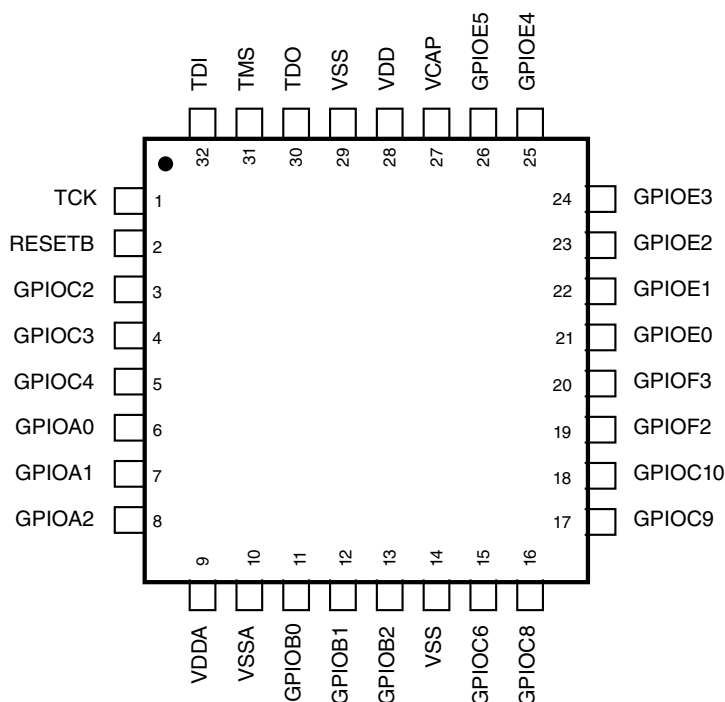 TDI TMS TDO VSS VDD VCAP GPIOE5 GPIOE4
32 31 30 29 28 27 26 25
TCK 1 24 GPIOE3
RESETB 2 23 GPIOE2
GPIOC2 3 22 GPIOE1
GPIOC3 4 21 GPIOE0
GPIOC4 5 20 GPIOF3
GPIOA0 6 19 GPIOF2
GPIOA1 7 18 GPIOC10
GPIOA2 8 17 GPIOC9
9 10 11 12 13 14 15 16
VDDA VSSA GPIOB0 GPIOB1 GPIOB2 VSS GPIOC6 GPIOC8